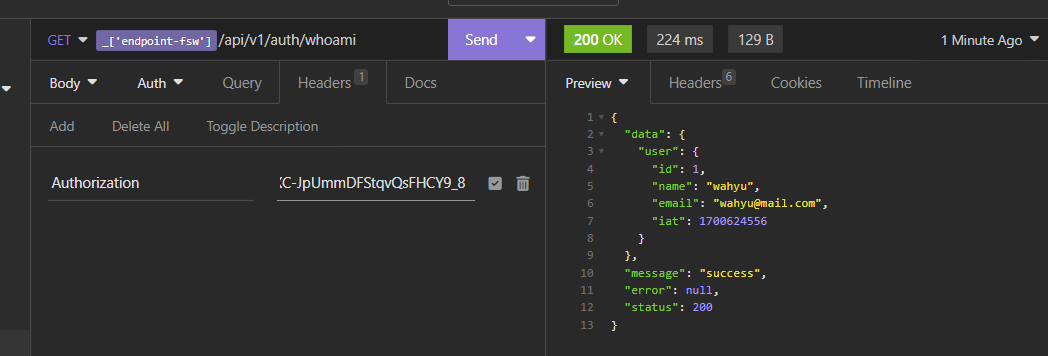 GET _['endpoint-fsw'] /api/v1/auth/whoami Send
200 OK 224 ms 129 B 1 Minute Ago
Body Auth Query Headers 1 Docs
Preview Headers 6 Cookies Timeline
Add Delete All Toggle Description
Authorization C-JpUmmDFStqvQsFHCY9_8
1 {
2 "data": {
3 "user": {
4 "id": 1,
5 "name": "wahyu",
6 "email": "wahyu@mail.com",
7 "iat": 1700624556
8 }
9 },
10 "message": "success",
11 "error": null,
12 "status": 200
13 }